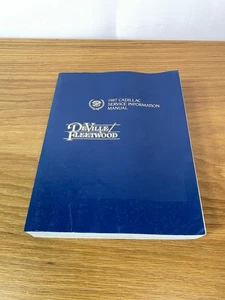 1987 CADILLAC
SERVICE INFORMATION
MANUAL
DeVille/
Fleetwood